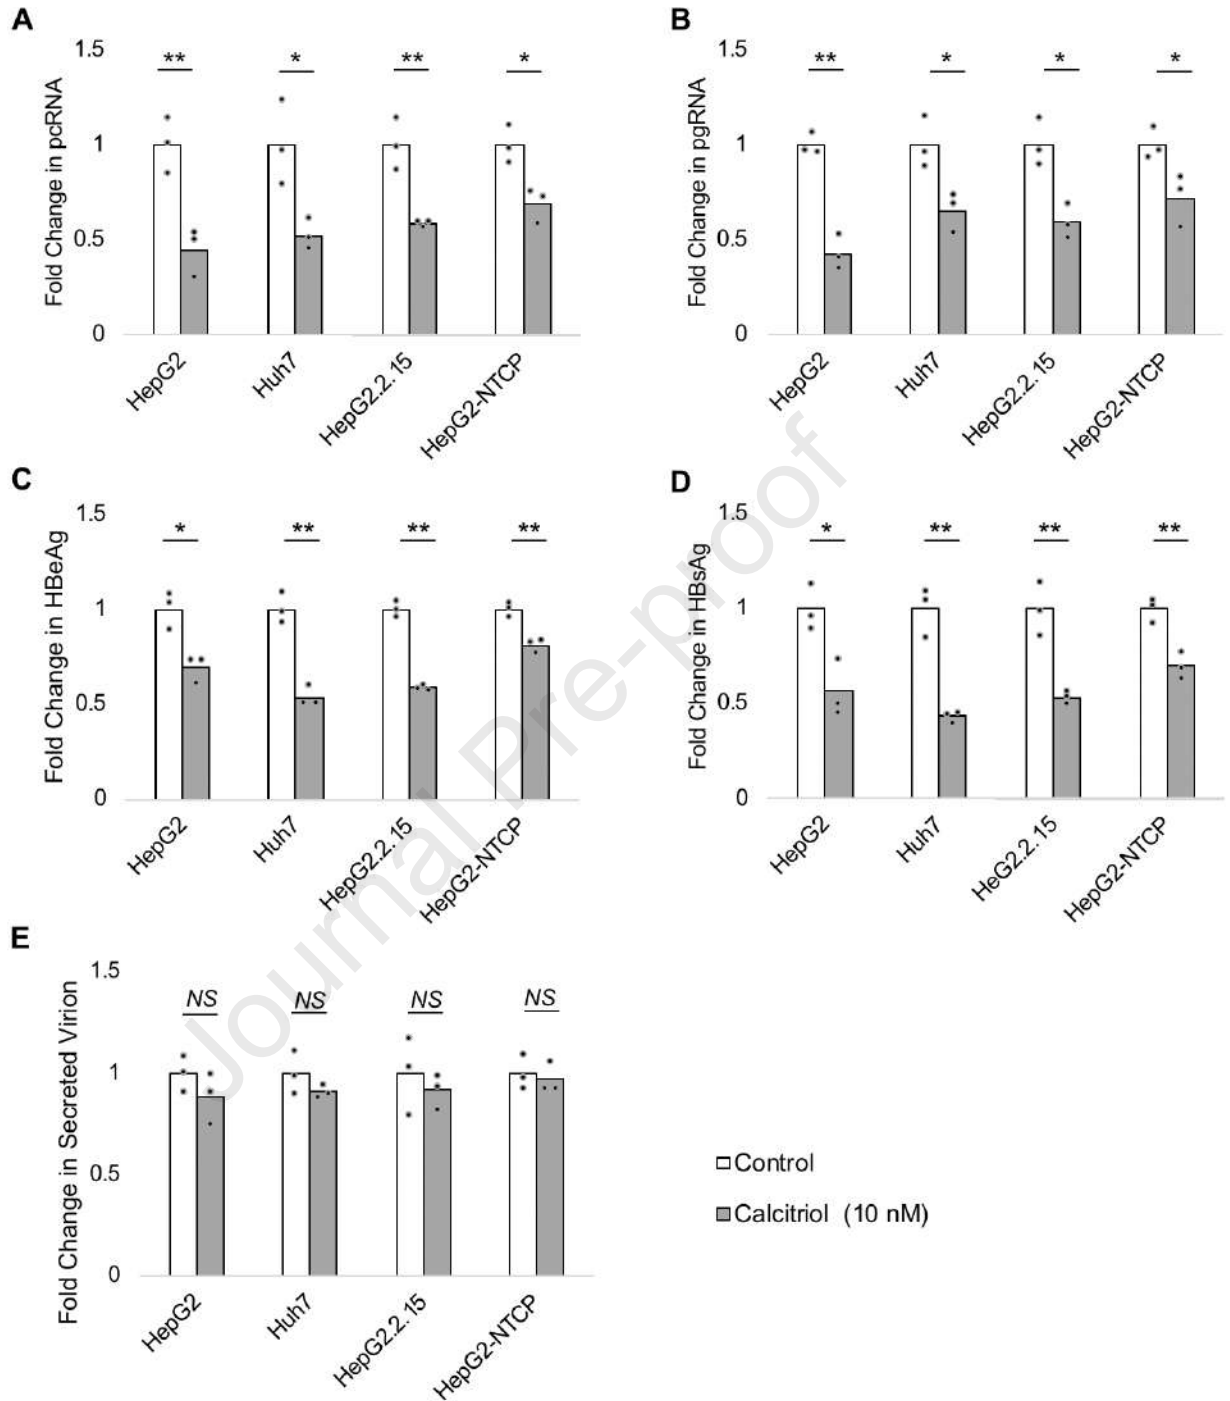 A
Fold Change in pcRNA
1.5
1
0.5
0
** * ** *
HepG2
Huh7
HepG2.2.15
HepG2-NTCP
B
Fold Change in pgRNA
1.5
1
0.5
0
** * * *
HepG2
Huh7
HepG2.2.15
HepG2-NTCP
C
Fold Change in HBeAg
1.5
1
0.5
0
* ** ** **
HepG2
Huh7
HepG2.2.15
HepG2-NTCP
D
Fold Change in HBsAg
1.5
1
0.5
0
* ** ** **
HepG2
Huh7
HeG2.2.15
HepG2-NTCP
E
Fold Change in Secreted Virion
1.5
1
0.5
0
NS NS NS NS
HepG2
Huh7
HepG2.2.15
HepG2-NTCP
Control
Calcitriol (10 nM)
Journal Pre-proof